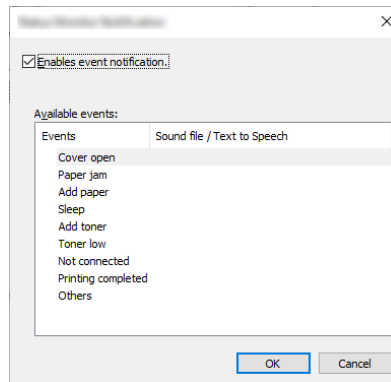 Enables event notification.
Available events:
Events Sound file / Text to Speech
Cover open
Paper jam
Add paper
Sleep
Add toner
Toner low
Not connected
Printing completed
Others
OK Cancel